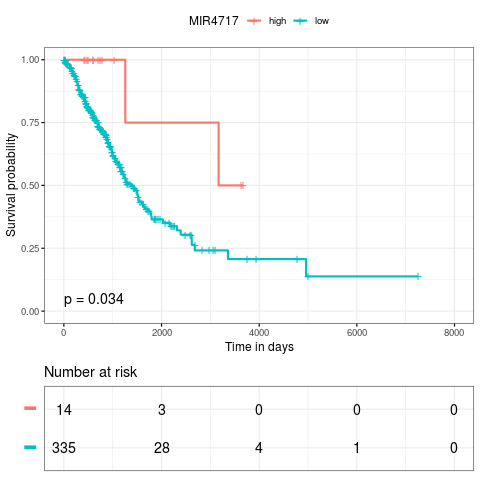 MIR4717 high low
1.00
0.75
0.50
0.25
0.00
Survival probability
p = 0.034
0 2000 4000 6000 8000
Time in days
Number at risk
14 3 0 0 0
335 28 4 1 0